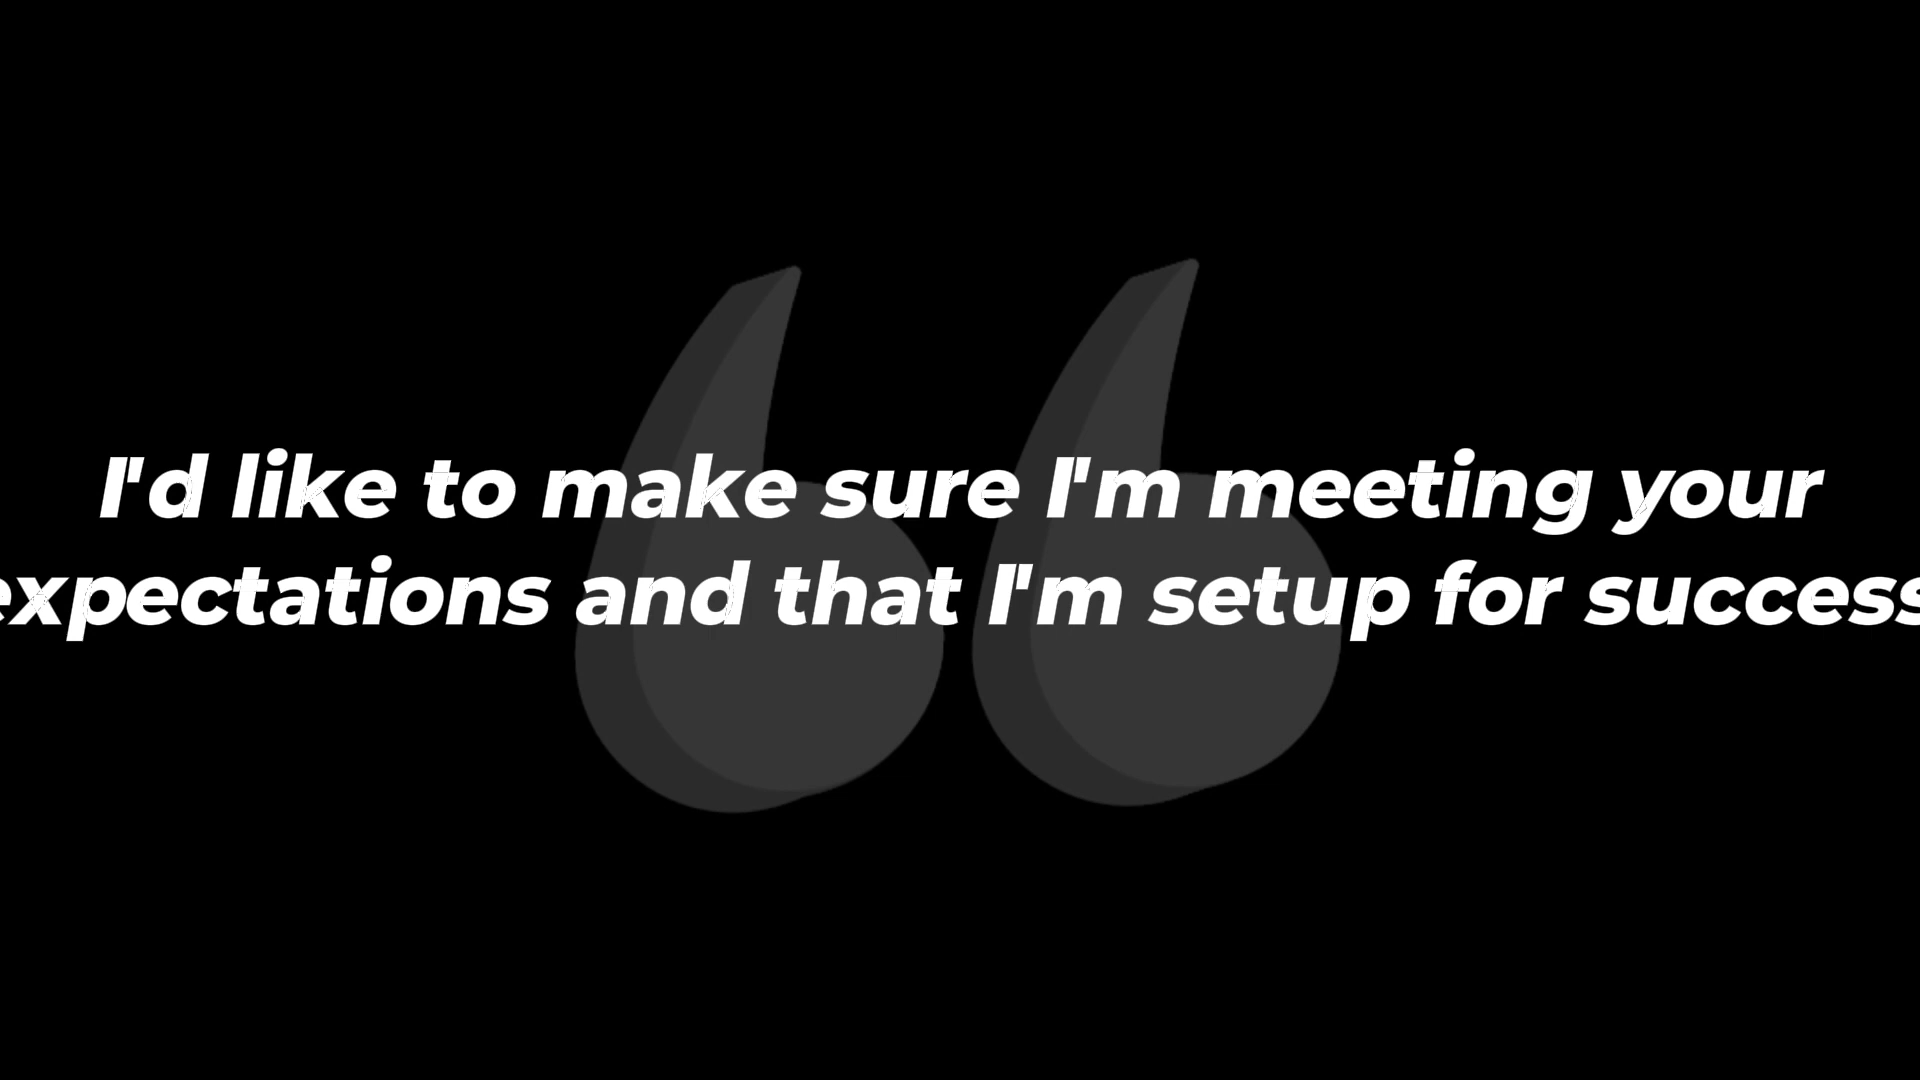 I'd like to make sure I'm meeting your
expectations and that I'm setup for success